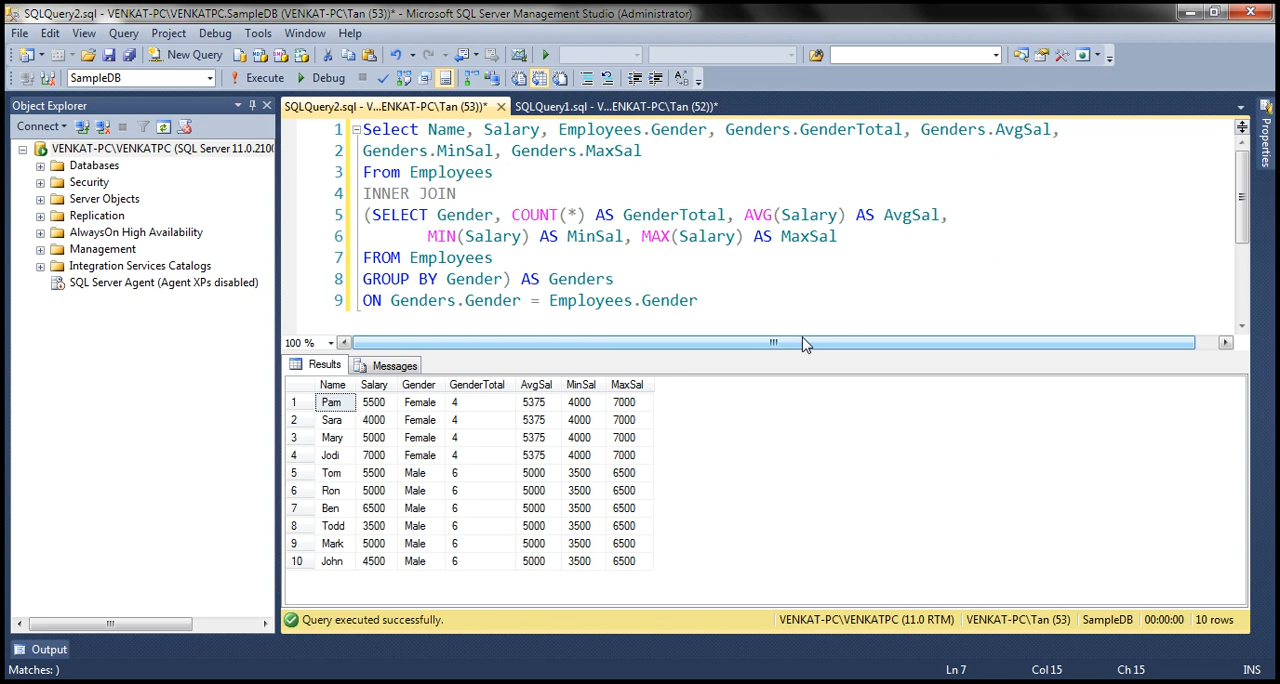 SQLQuery2.sql - VENKAT-PC\VENKATPC.SampleDB (VENKAT-PC\Tan (53))* - Microsoft SQL Server Management Studio (Administrator)
File Edit View Query Project Debug Tools Window Help
New Query
SampleDB Execute Debug
Object Explorer
Connect
VENKAT-PC\VENKATPC (SQL Server 11.0.2100
Databases
Security
Server Objects
Replication
AlwaysOn High Availability
Management
Integration Services Catalogs
SQL Server Agent (Agent XPs disabled)
SQLQuery2.sql - V...ENKAT-PC\Tan (53))* SQLQuery1.sql - V...ENKAT-PC\Tan (52))*
1 Select Name, Salary, Employees.Gender, Genders.GenderTotal, Genders.AvgSal,
2 Genders.MinSal, Genders.MaxSal
3 From Employees
4 INNER JOIN
5 (SELECT Gender, COUNT(*) AS GenderTotal, AVG(Salary) AS AvgSal,
6 MIN(Salary) AS MinSal, MAX(Salary) AS MaxSal
7 FROM Employees
8 GROUP BY Gender) AS Genders
9 ON Genders.Gender = Employees.Gender
100 %
Results Messages
Name Salary Gender GenderTotal AvgSal MinSal MaxSal
1 Pam 5500 Female 4 5375 4000 7000
2 Sara 4000 Female 4 5375 4000 7000
3 Mary 5000 Female 4 5375 4000 7000
4 Jodi 7000 Female 4 5375 4000 7000
5 Tom 5500 Male 6 5000 3500 6500
6 Ron 5000 Male 6 5000 3500 6500
7 Ben 6500 Male 6 5000 3500 6500
8 Todd 3500 Male 6 5000 3500 6500
9 Mark 5000 Male 6 5000 3500 6500
10 John 4500 Male 6 5000 3500 6500
Query executed successfully. VENKAT-PC\VENKATPC (11.0 RTM) VENKAT-PC\Tan (53) SampleDB 00:00:00 10 rows
Properties
Output
Matches: ) Ln 7 Col 15 Ch 15 INS